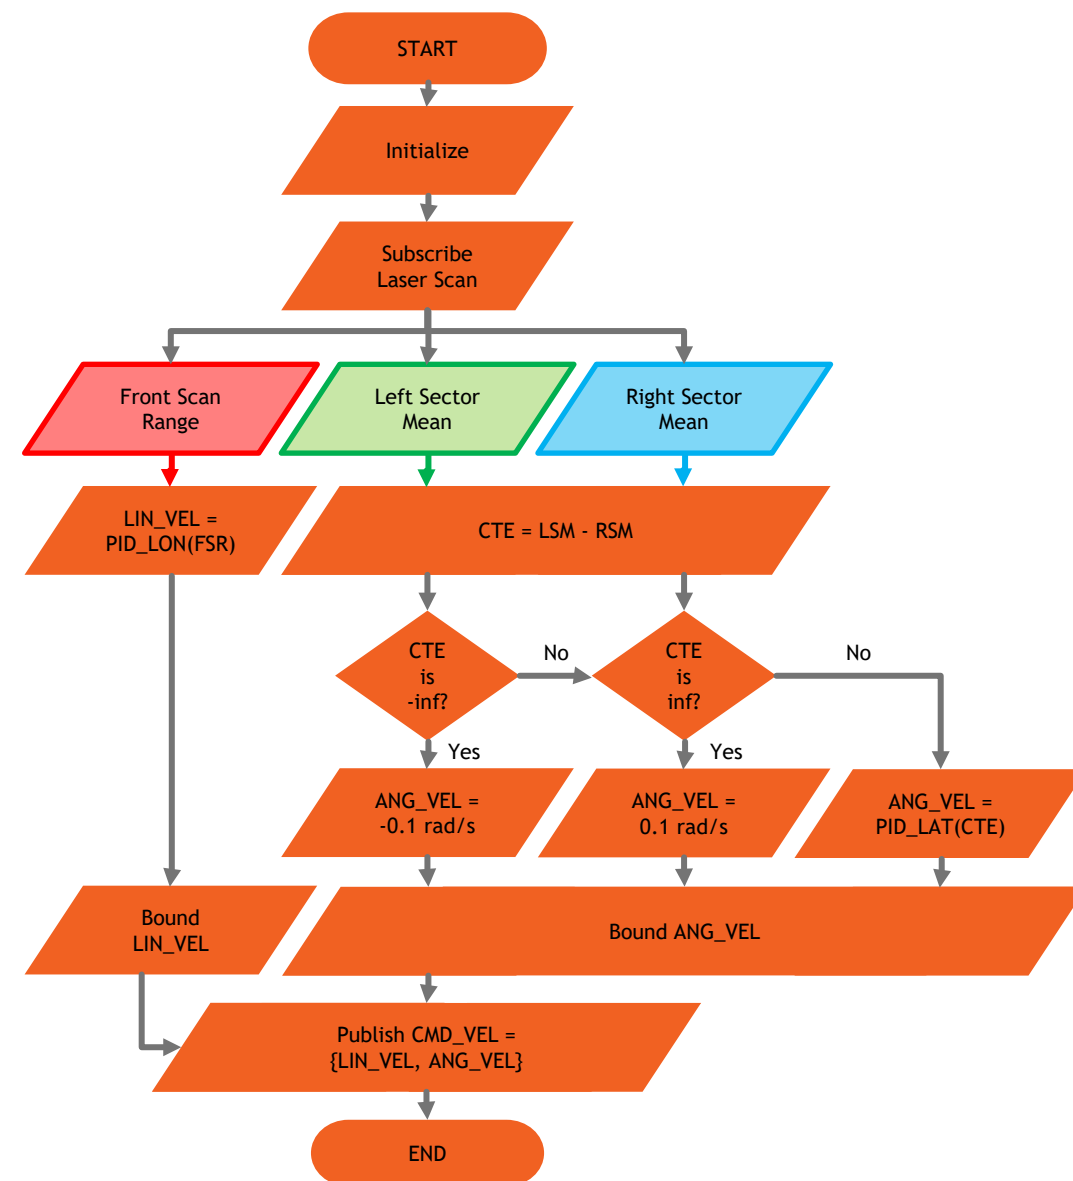 START
Initialize
Subscribe
Laser Scan
Front Scan
Range
Left Sector
Mean
Right Sector
Mean
LIN_VEL =
PID_LON(FSR)
CTE = LSM - RSM
CTE
is
-inf?
No
CTE
is
inf?
No
Yes
Yes
ANG_VEL =
-0.1 rad/s
ANG_VEL =
0.1 rad/s
ANG_VEL =
PID_LAT(CTE)
Bound
LIN_VEL
Bound ANG_VEL
Publish CMD_VEL =
{LIN_VEL, ANG_VEL}
END